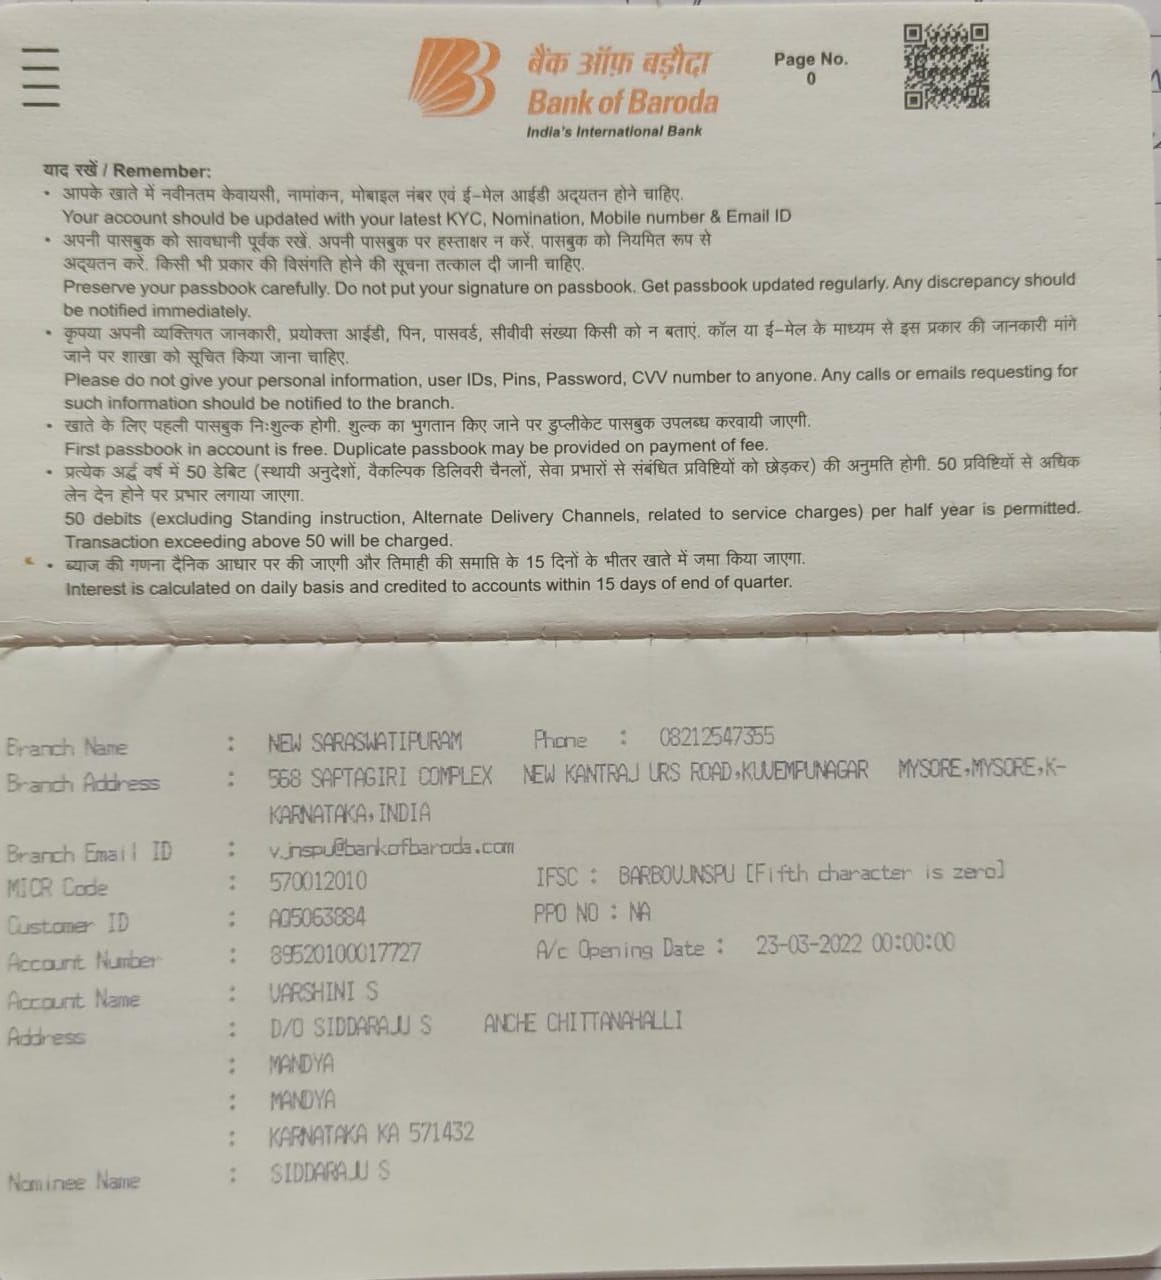 बैंक ऑफ़ बड़ौदा
Bank of Baroda
India's International Bank
Page No.
0
याद रखें / Remember:
• आपके खाते में नवीनतम केवायसी, नामांकन, मोबाइल नंबर एवं ई-मेल आईडी अद्यतन होने चाहिए.
Your account should be updated with your latest KYC, Nomination, Mobile number & Email ID
• अपनी पासबुक को सावधानी पूर्वक रखें. अपनी पासबुक पर हस्ताक्षर न करें. पासबुक को नियमित रूप से
अद्यतन करें. किसी भी प्रकार की विसंगति होने की सूचना तत्काल दी जानी चाहिए.
Preserve your passbook carefully. Do not put your signature on passbook. Get passbook updated regularly. Any discrepancy should
be notified immediately.
• कृपया अपनी व्यक्तिगत जानकारी, प्रयोक्ता आईडी, पिन, पासवर्ड, सीवीवी संख्या किसी को न बताएं. कॉल या ई-मेल के माध्यम से इस प्रकार की जानकारी मांगे
जाने पर शाखा को सूचित किया जाना चाहिए.
Please do not give your personal information, user IDs, Pins, Password, CVV number to anyone. Any calls or emails requesting for
such information should be notified to the branch.
• खाते के लिए पहली पासबुक निःशुल्क होगी. शुल्क का भुगतान किए जाने पर डुप्लीकेट पासबुक उपलब्ध करवायी जाएगी.
First passbook in account is free. Duplicate passbook may be provided on payment of fee.
• प्रत्येक अर्द्ध वर्ष में 50 डेबिट (स्थायी अनुदेशों, वैकल्पिक डिलिवरी चैनलों, सेवा प्रभारों से संबंधित प्रविष्टियों को छोड़कर) की अनुमति होगी. 50 प्रविष्टियों से अधिक
लेन देन होने पर प्रभार लगाया जाएगा.
50 debits (excluding Standing instruction, Alternate Delivery Channels, related to service charges) per half year is permitted.
Transaction exceeding above 50 will be charged.
• ब्याज की गणना दैनिक आधार पर की जाएगी और तिमाही की समाप्ति के 15 दिनों के भीतर खाते में जमा किया जाएगा.
Interest is calculated on daily basis and credited to accounts within 15 days of end of quarter.
Branch Name : NEW SARASWATIPURAM Phone : 08212547355
Branch Address : 568 SAPTAGIRI COMPLEX NEW KANTRAJ URS ROAD,KUVEMPUNAGAR MYSORE,MYSORE,K-
KARNATAKA,INDIA
Branch Email ID : vjnspu@bankofbaroda.com
MICR Code : 570012010 IFSC : BARB0VJNSPU [Fifth character is zero]
Customer ID : A05063884 PPO NO : NA
Account Number : 89520100017727 A/c Opening Date : 23-03-2022 00:00:00
Account Name : VARSHINI S
Address : D/O SIDDARAJU S ANCHE CHITTANAHALLI
: MANDYA
: MANDYA
: KARNATAKA KA 571432
Nominee Name : SIDDARAJU S